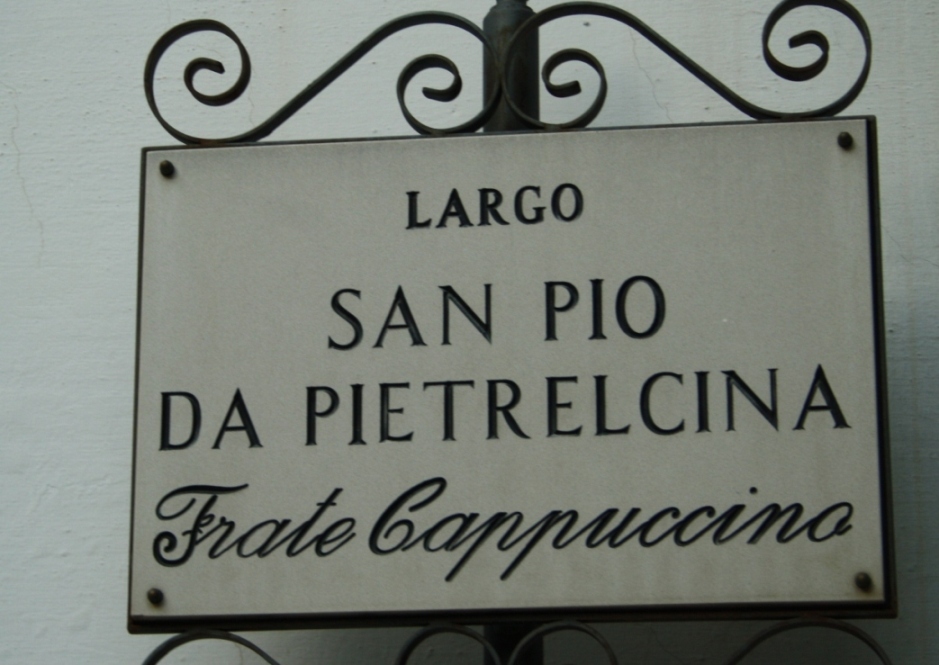 LARGO
SAN PIO
DA PIETRELCINA
Frate Cappuccino